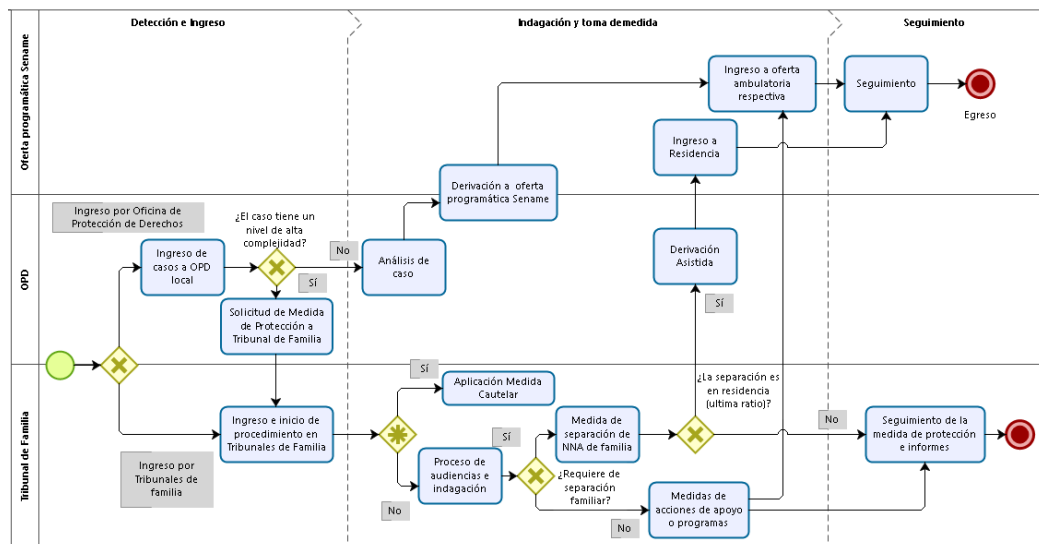 Detección e Ingreso
Indagación y toma demedida
Seguimiento
Oferta programática Sename
Ingreso a oferta
ambulatoria
respectiva
Seguimiento
Egreso
Ingreso a
Residencia
Derivación a oferta
programática Sename
OPD
Ingreso por Oficina de
Protección de Derechos
¿El caso tiene un
nivel de alta
complejidad?
Ingreso de
casos a OPD
local
No
Análisis de
caso
Derivación
Asistida
Sí
Sí
Solicitud de Medida
de Protección a
Tribunal de Familia
Tribunal de Familia
Sí
Aplicación Medida
Cautelar
¿La separación es
en residencia
(ultima ratio)?
Ingreso e inicio de
procedimiento en
Tribunales de Familia
Sí
Medida de
separación de
NNA de familia
No
Seguimiento de la
medida de protección
e informes
Ingreso por
Tribunales de
familia
Proceso de
audiencias e
indagación
¿Requiere de
separación
familiar?
No
No
Medidas de
acciones de apoyo
o programas